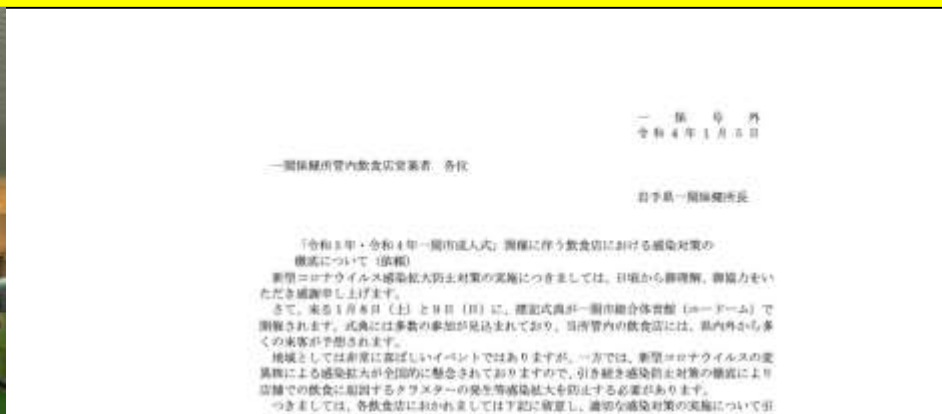 一 保 号 外
令和４年１月５日
一関保健所管内飲食店営業者　各位
岩手県一関保健所長
「令和３年・令和４年一関市成人式」開催に伴う飲食店における感染対策の
徹底について（依頼）
新型コロナウイルス感染拡大防止対策の実施につきましては、日頃から御理解、御協力をい
ただき感謝申し上げます。
さて、来る１月８日（土）と９日（日）に、標記式典が一関市総合体育館（ユードーム）で
開催されます。式典には多数の参加が見込まれており、当所管内の飲食店には、県内外から多
くの来客が予想されます。
地域としては非常に喜ばしいイベントではありますが、一方では、新型コロナウイルスの変
異株による感染拡大が全国的に懸念されておりますので、引き続き感染防止対策の徹底により
店舗での飲食に起因するクラスターの発生等感染拡大を防止する必要があります。
つきましては、各飲食店におかれましては下記に留意し、適切な感染対策の実施について引